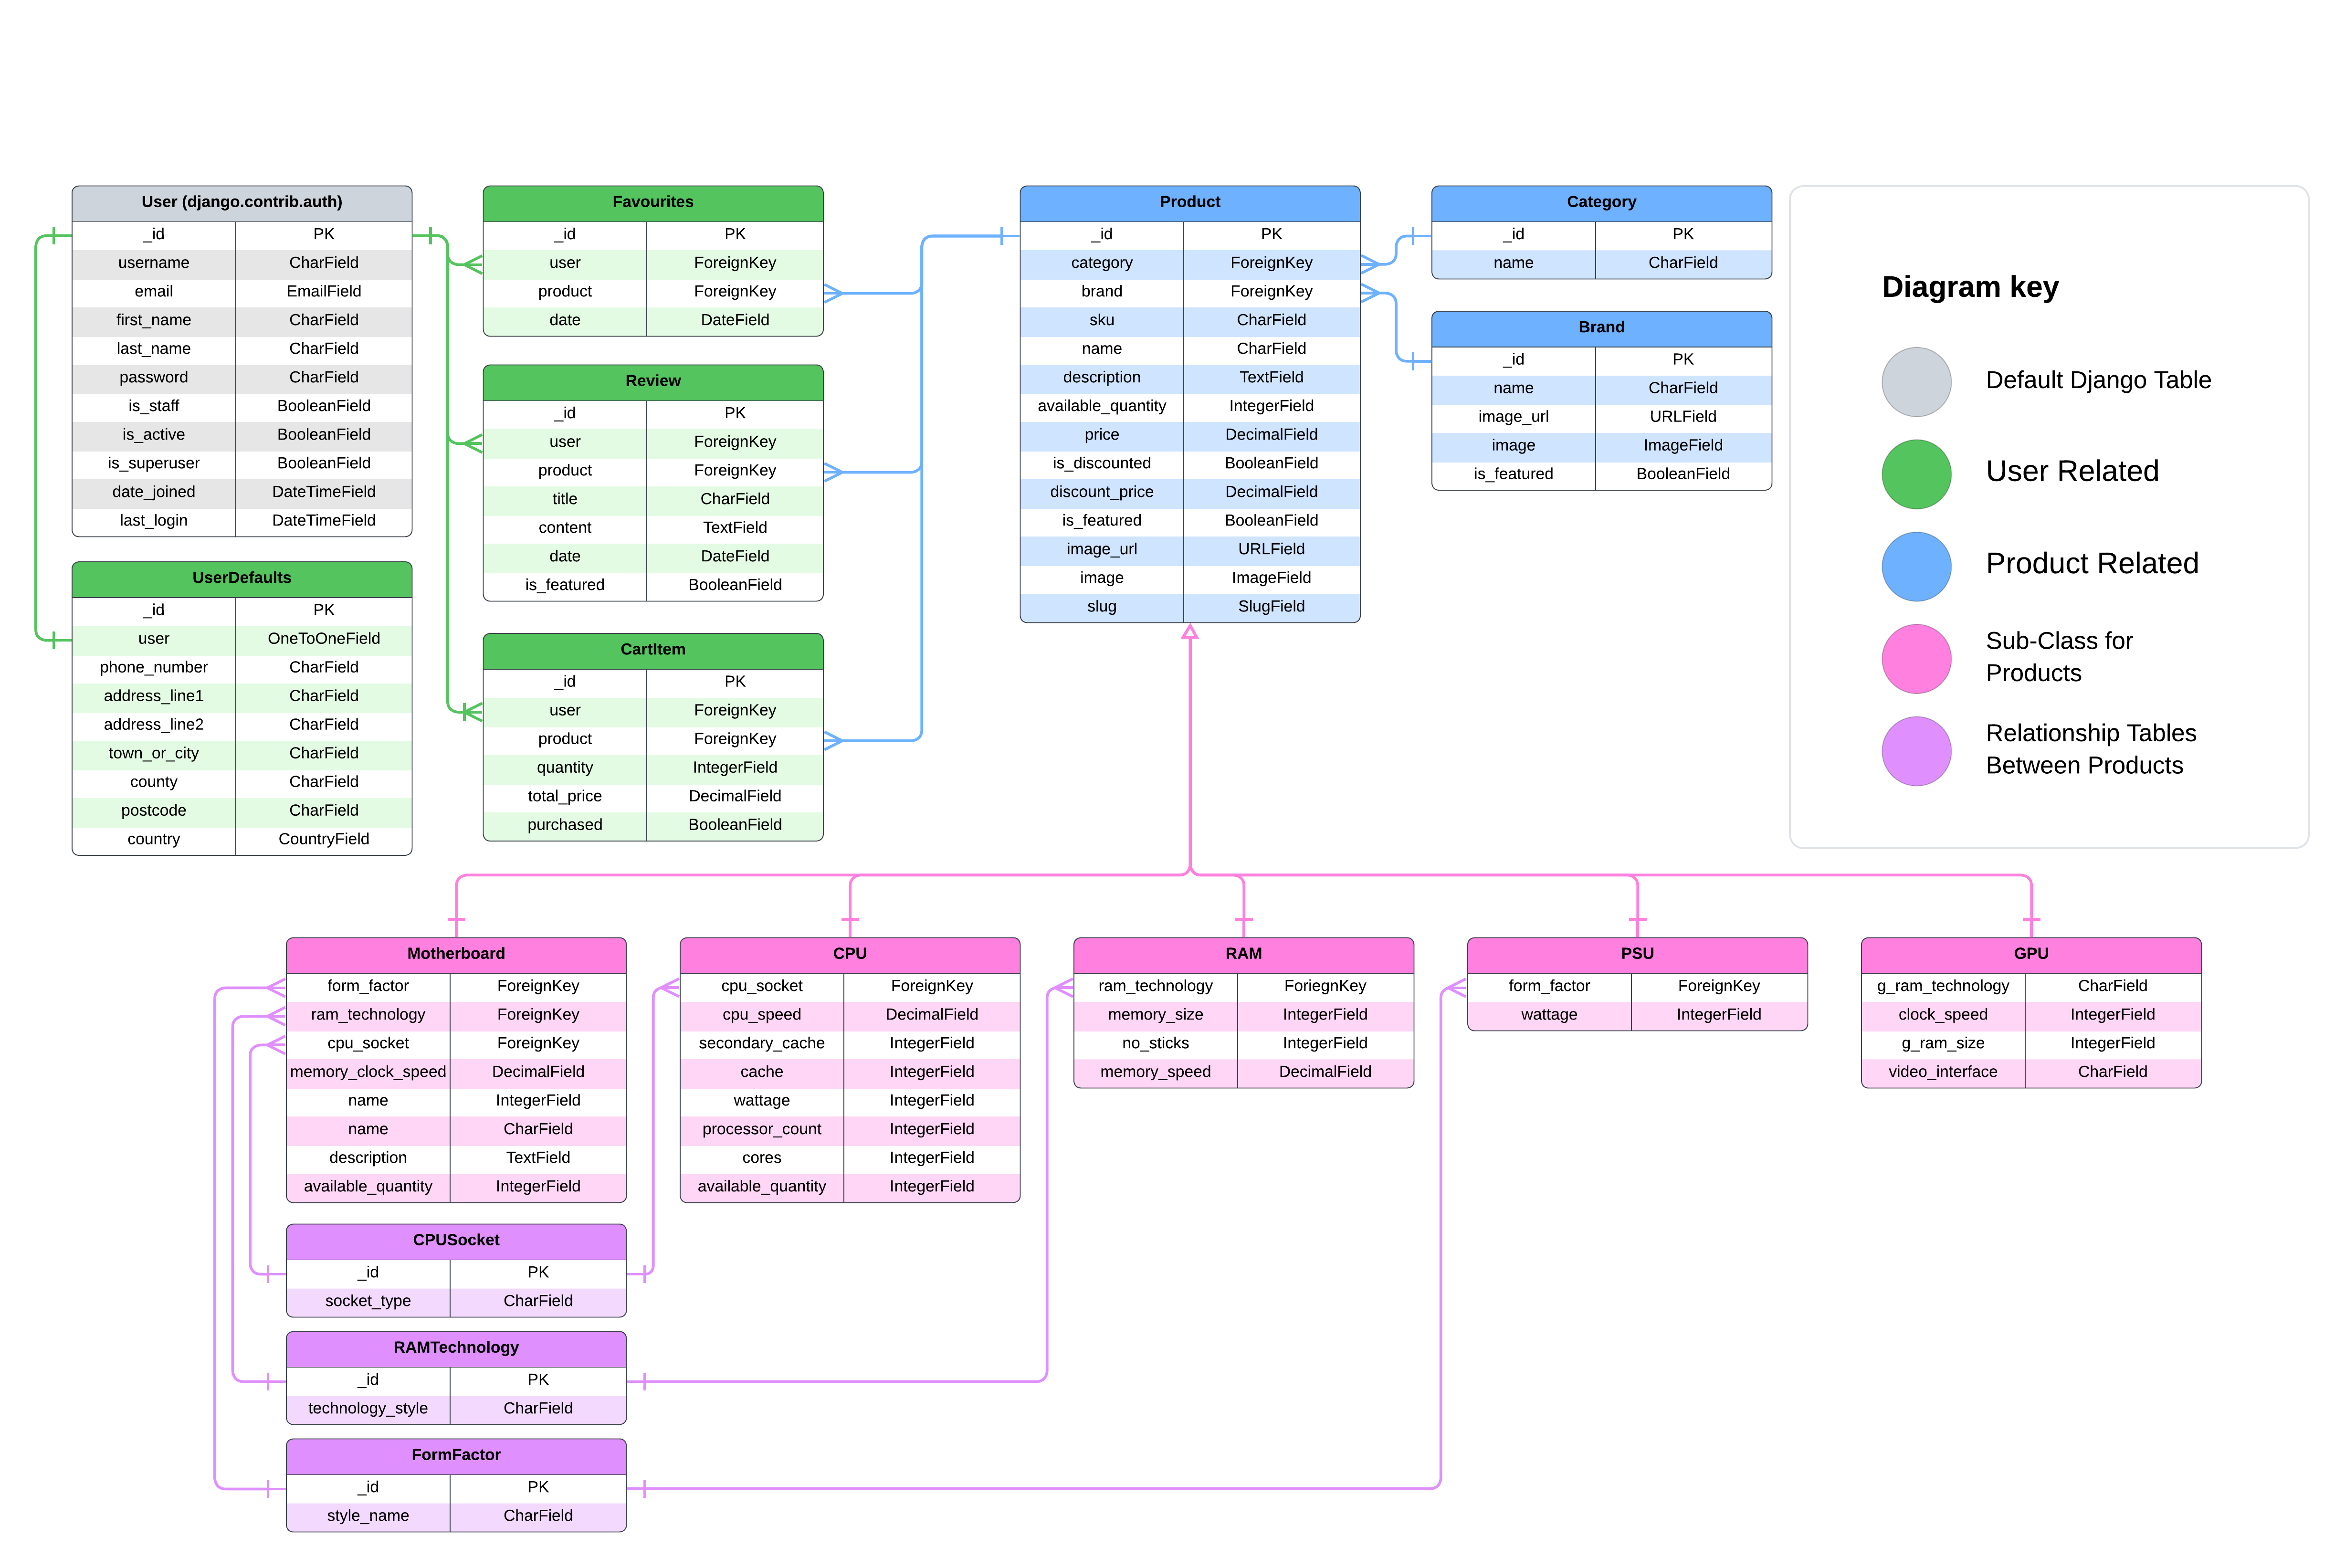 User (django.contrib.auth)
_id PK
username CharField
email EmailField
first_name CharField
last_name CharField
password CharField
is_staff BooleanField
is_active BooleanField
is_superuser BooleanField
date_joined DateTimeField
last_login DateTimeField
UserDefaults
_id PK
user OneToOneField
phone_number CharField
address_line1 CharField
address_line2 CharField
town_or_city CharField
county CharField
postcode CharField
country CountryField
Favourites
_id PK
user ForeignKey
product ForeignKey
date DateField
Review
_id PK
user ForeignKey
product ForeignKey
title CharField
content TextField
date DateField
is_featured BooleanField
CartItem
_id PK
user ForeignKey
product ForeignKey
quantity IntegerField
total_price DecimalField
purchased BooleanField
Product
_id PK
category ForeignKey
brand ForeignKey
sku CharField
name CharField
description TextField
available_quantity IntegerField
price DecimalField
is_discounted BooleanField
discount_price DecimalField
is_featured BooleanField
image_url URLField
image ImageField
slug SlugField
Category
_id PK
name CharField
Brand
_id PK
name CharField
image_url URLField
image ImageField
is_featured BooleanField
Diagram key
Default Django Table
User Related
Product Related
Sub-Class for
Products
Relationship Tables
Between Products
Motherboard
form_factor ForeignKey
ram_technology ForeignKey
cpu_socket ForeignKey
memory_clock_speed DecimalField
name IntegerField
name CharField
description TextField
available_quantity IntegerField
CPU
cpu_socket ForeignKey
cpu_speed DecimalField
secondary_cache IntegerField
cache IntegerField
wattage IntegerField
processor_count IntegerField
cores IntegerField
available_quantity IntegerField
RAM
ram_technology ForiegnKey
memory_size IntegerField
no_sticks IntegerField
memory_speed DecimalField
PSU
form_factor ForeignKey
wattage IntegerField
GPU
g_ram_technology CharField
clock_speed IntegerField
g_ram_size IntegerField
video_interface CharField
CPUSocket
_id PK
socket_type CharField
RAMTechnology
_id PK
technology_style CharField
FormFactor
_id PK
style_name CharField